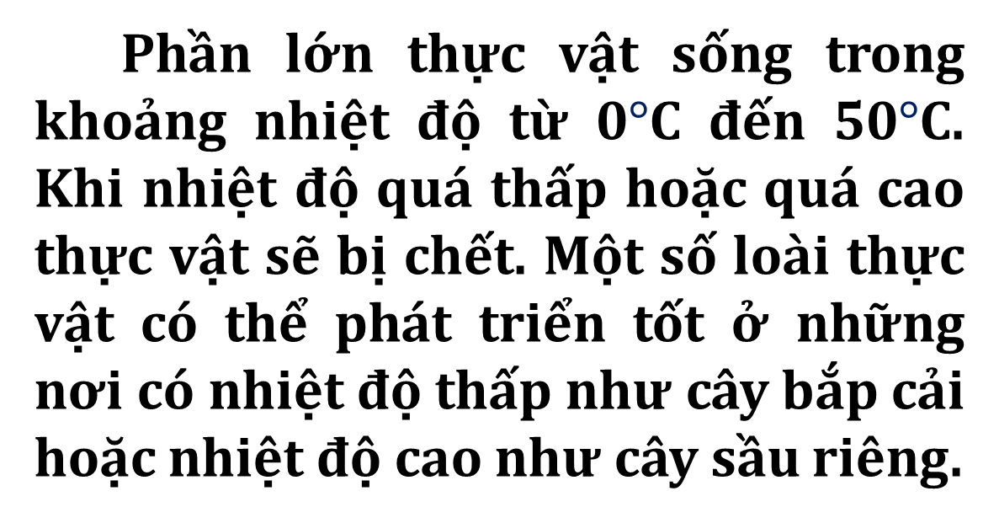 Phần lớn thực vật sống trong
khoảng nhiệt độ từ 0°C đến 50°C.
Khi nhiệt độ quá thấp hoặc quá cao
thực vật sẽ bị chết. Một số loài thực
vật có thể phát triển tốt ở những
nơi có nhiệt độ thấp như cây bắp cải
hoặc nhiệt độ cao như cây sầu riêng.